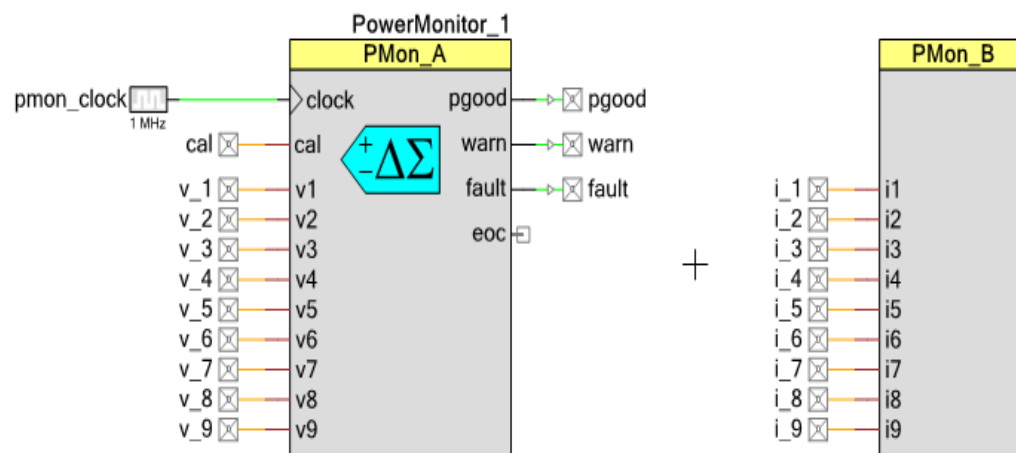 PowerMonitor_1
PMon_A
PMon_B
pmon_clock
1 MHz
clock
pgood
pgood
cal
cal
+
−
ΔΣ
warn
warn
v_1
v1
fault
fault
i_1
i1
v_2
v2
eoc
i_2
i2
v_3
v3
i_3
i3
v_4
v4
i_4
i4
v_5
v5
i_5
i5
v_6
v6
i_6
i6
v_7
v7
i_7
i7
v_8
v8
i_8
i8
v_9
v9
i_9
i9